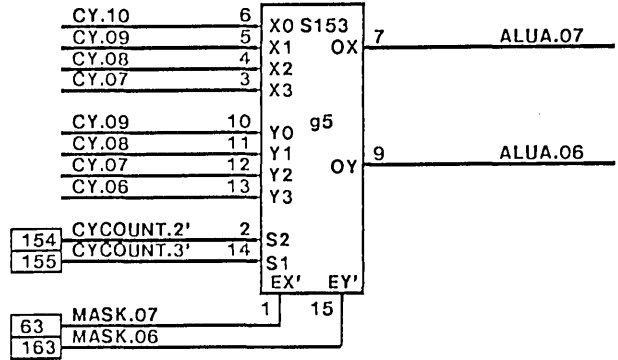 CY.10 6 X0 S153
CY.09 5 X1 OX 7 ALUA.07
CY.08 4 X2
CY.07 3 X3
CY.09 10 Y0 g5
CY.08 11 Y1
CY.07 12 Y2 OY 9 ALUA.06
CY.06 13 Y3
154 CYCOUNT.2' 2 S2
155 CYCOUNT.3' 14 S1
EX' EY'
1 15
63 MASK.07
163 MASK.06